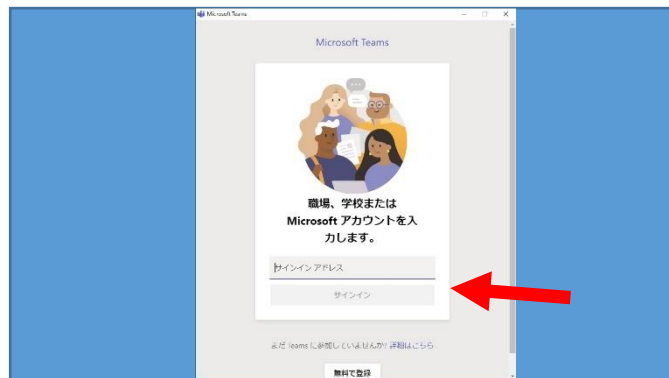 Microsoft Teams
Microsoft Teams
職場、学校または
Microsoft アカウントを入
力します。
サインイン アドレス
サインイン
まだ Teams に参加していませんか? 詳細はこちら
無料で登録